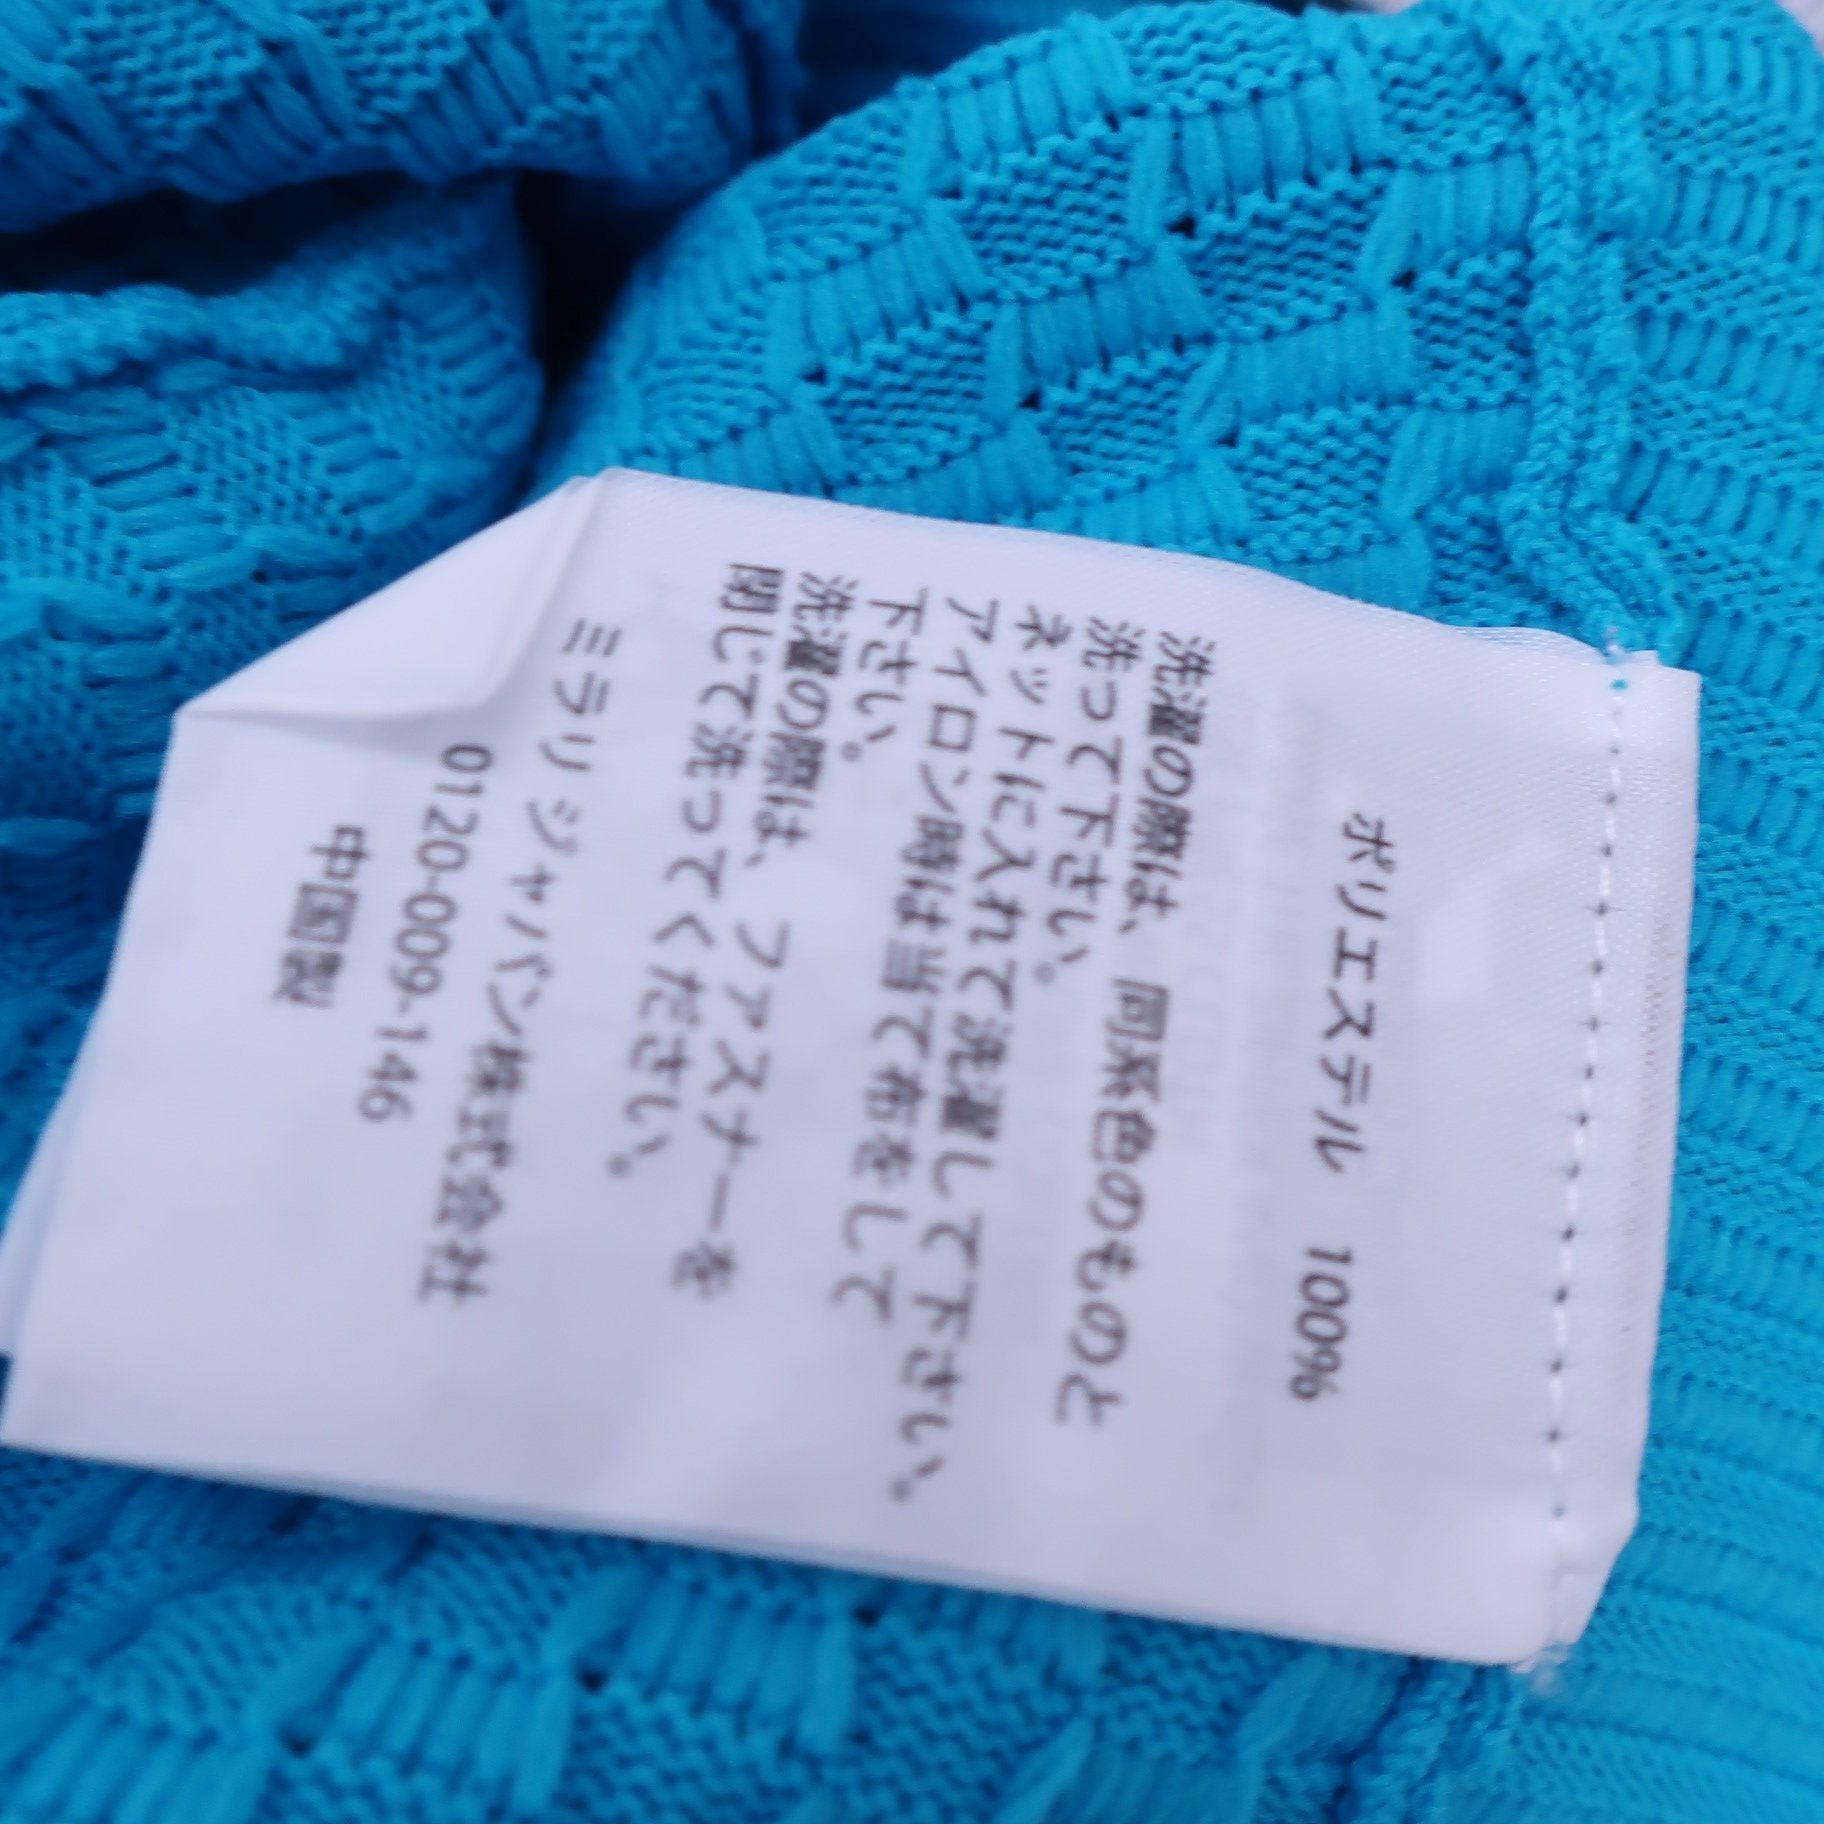 ポリエステル 100%
洗濯の際は、同系色のものと
洗って下さい。
ネットに入れて洗濯して下さい。
アイロン時は当て布をして
下さい。
洗濯の際は、ファスナーを
閉じて洗ってください。
ミラリ ジャパン株式会社
0120-009-146
中国製